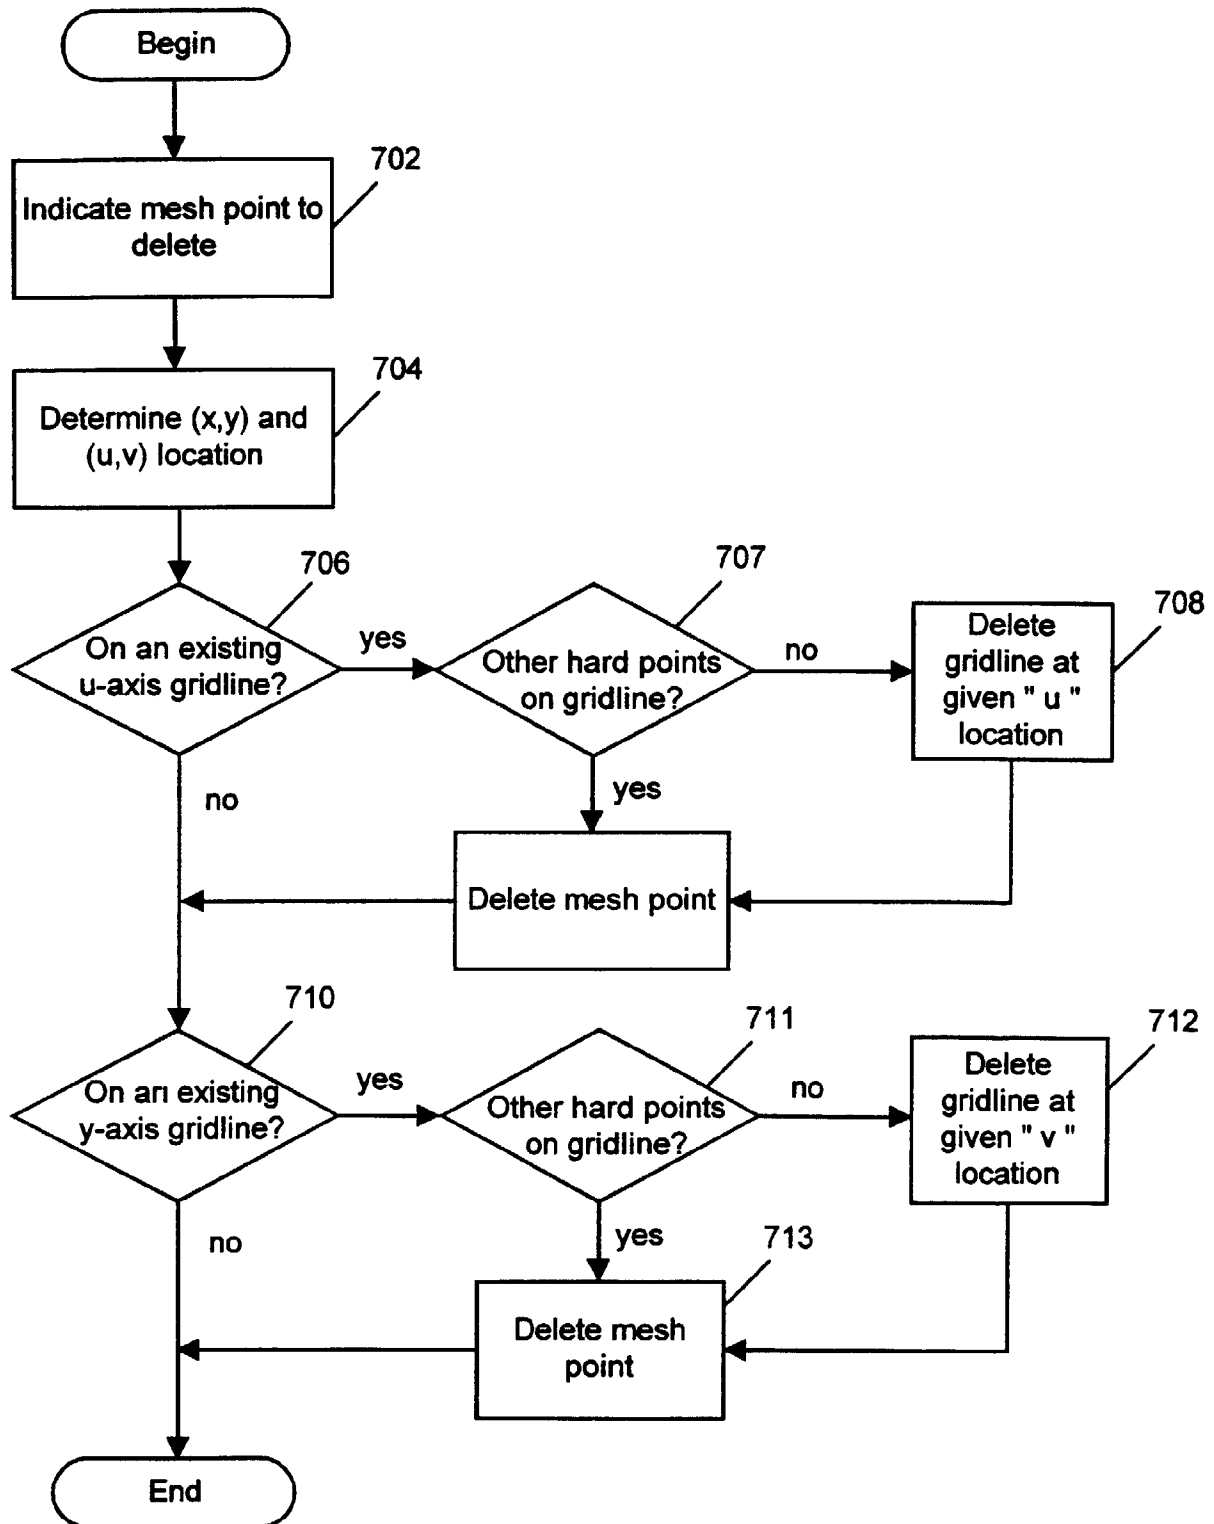 Begin
702
Indicate mesh point to
delete
704
Determine (x,y) and
(u,v) location
706
On an existing
u-axis gridline?
yes
707
Other hard points
on gridline?
no
708
Delete
gridline at
given " u "
location
no
yes
Delete mesh point
710
On an existing
y-axis gridline?
yes
711
Other hard points
on gridline?
no
712
Delete
gridline at
given " v "
location
no
yes
713
Delete mesh
point
End